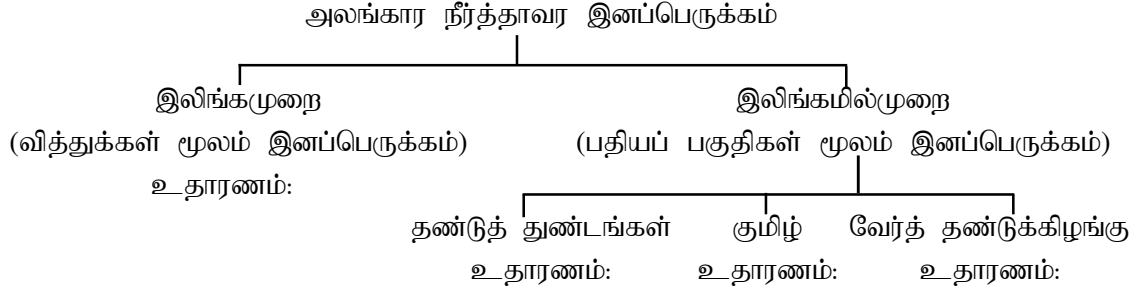 அலங்கார நீர்த்தாவர இனப்பெருக்கம்
இலிங்கமுறை இலிங்கமில்முறை
(வித்துக்கள் மூலம் இனப்பெருக்கம்) (பதியப் பகுதிகள் மூலம் இனப்பெருக்கம்)
உதாரணம்:
தண்டுத் துண்டங்கள் குமிழ் வேர்த் தண்டுக்கிழங்கு
உதாரணம்: உதாரணம்: உதாரணம்: